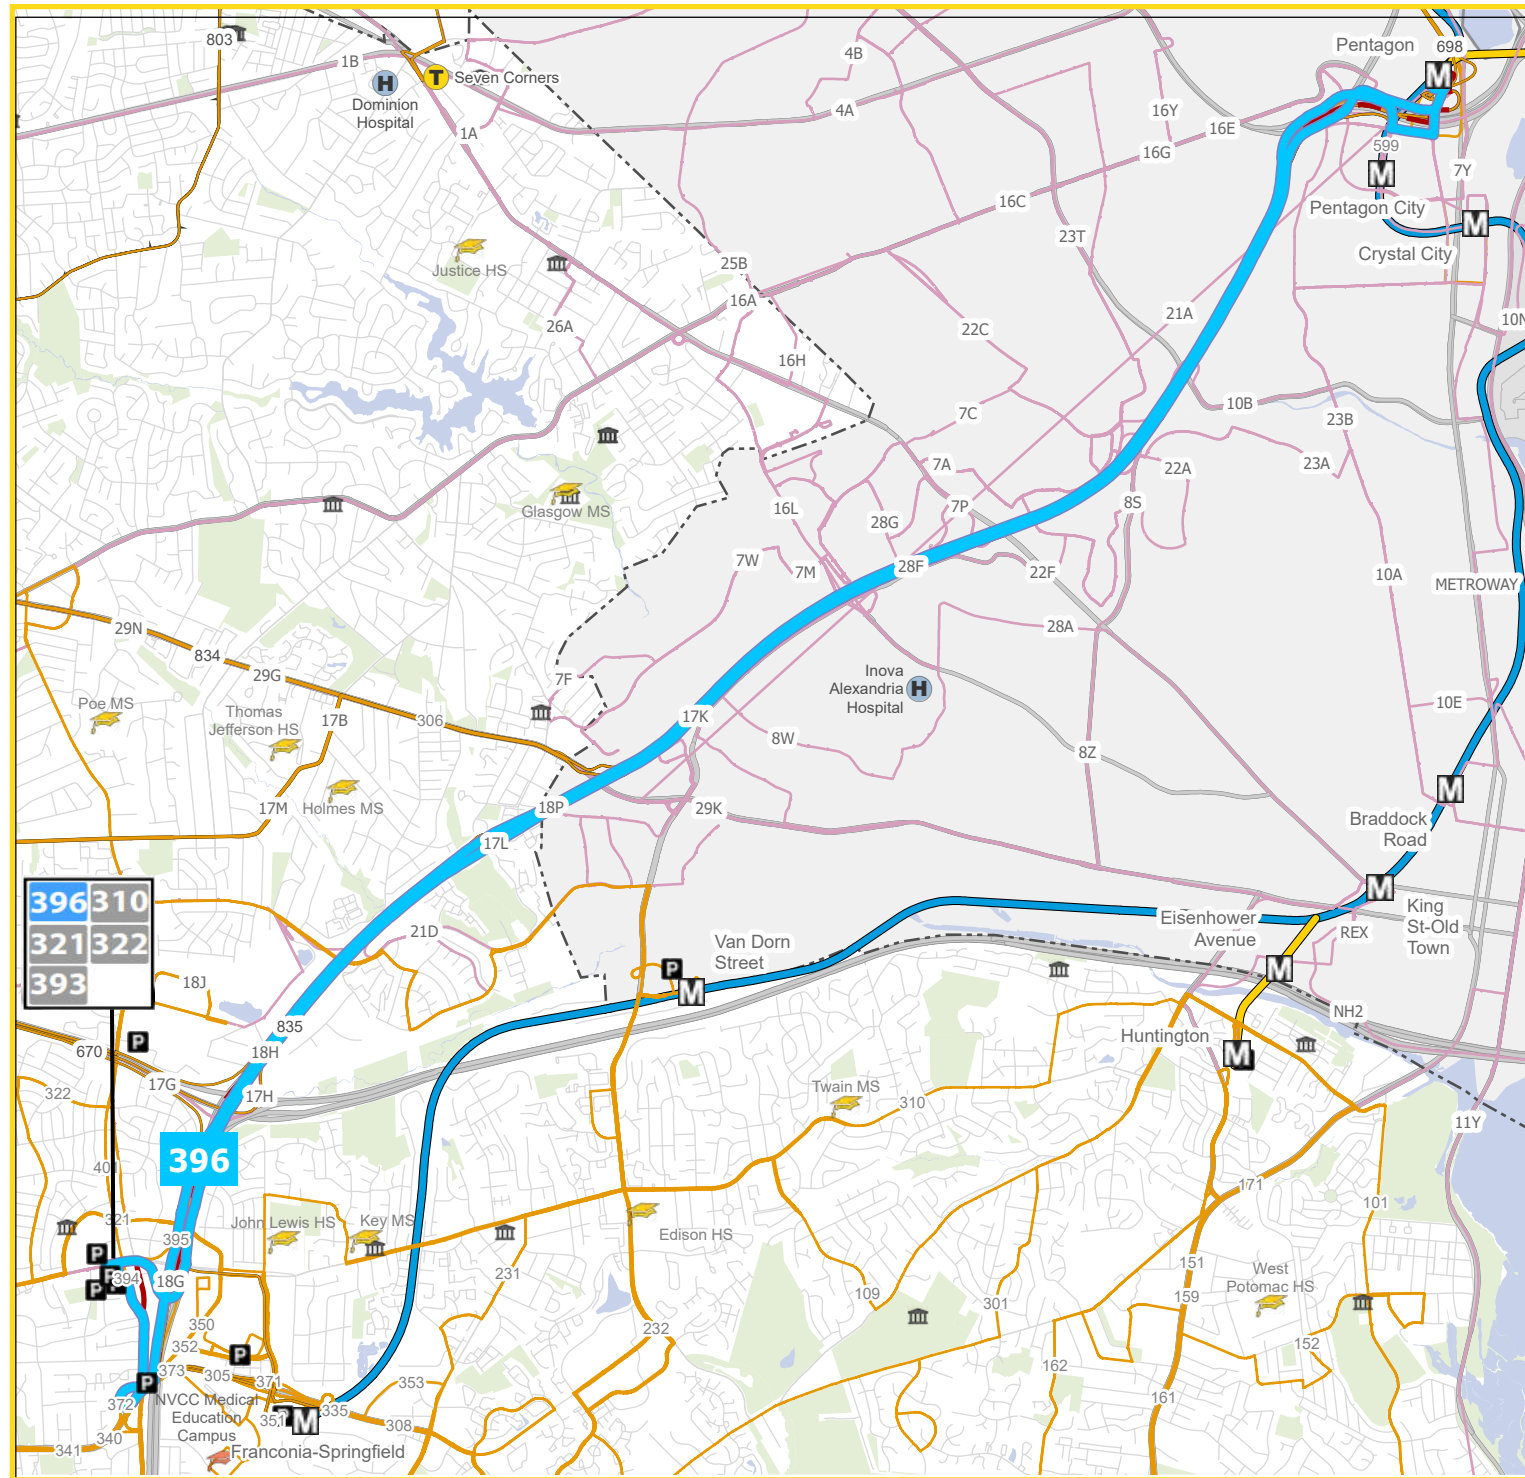 803
1B
T
Seven Corners
H
Dominion
Hospital
1A
4B
4A
Pentagon
698
M
16Y
16E
16G
599
M
7Y
Pentagon City
M
Crystal City
16C
23T
Justice HS
25B
16A
26A
16H
22C
21A
10N
10B
23B
7C
23A
7A
22A
8S
Glasgow MS
16L
28G
7P
7W
7M
28F
22F
10A
METROWAY
29N
834
29G
28A
Inova
Alexandria
Hospital
H
7F
Poe MS
Thomas
Jefferson HS
17B
306
17K
8W
8Z
10E
M
17M
Holmes MS
18P
29K
17L
Braddock
Road
396 310
321 322
393
M
King
St-Old
Town
Eisenhower
Avenue
REX
21D
Van Dorn
Street
P
M
M
18J
835
P
670
18H
NH2
Huntington
M
17G
17H
322
Twain MS
310
11Y
396
401
171
101
321
John Lewis HS
Key MS
395
Edison HS
P
P
P
394
18G
231
151
West
Potomac HS
109
301
159
350
232
152
352
P
373
305
371
353
162
P
372
NVCC Medical
Education
Campus
351
M
335
308
161
340
341
Franconia-Springfield